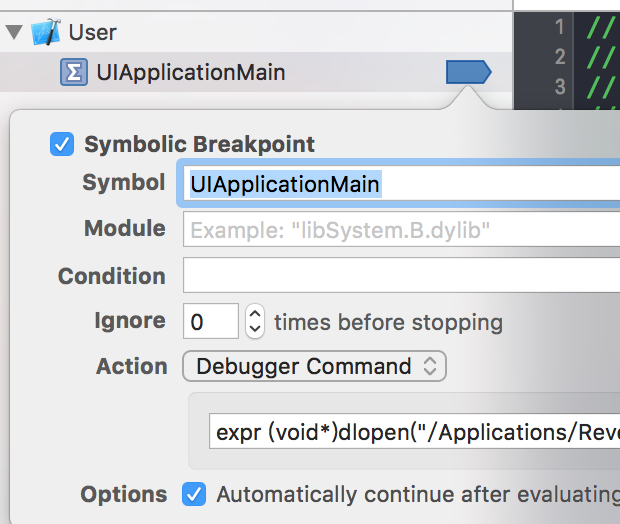 User
1
//
Σ UIApplicationMain
2
//
3
//
Symbolic Breakpoint
Symbol UIApplicationMain
Module Example: "libSystem.B.dylib"
Condition
Ignore 0 times before stopping
Action Debugger Command
expr (void*)dlopen("/Applications/Reve
Options Automatically continue after evaluating